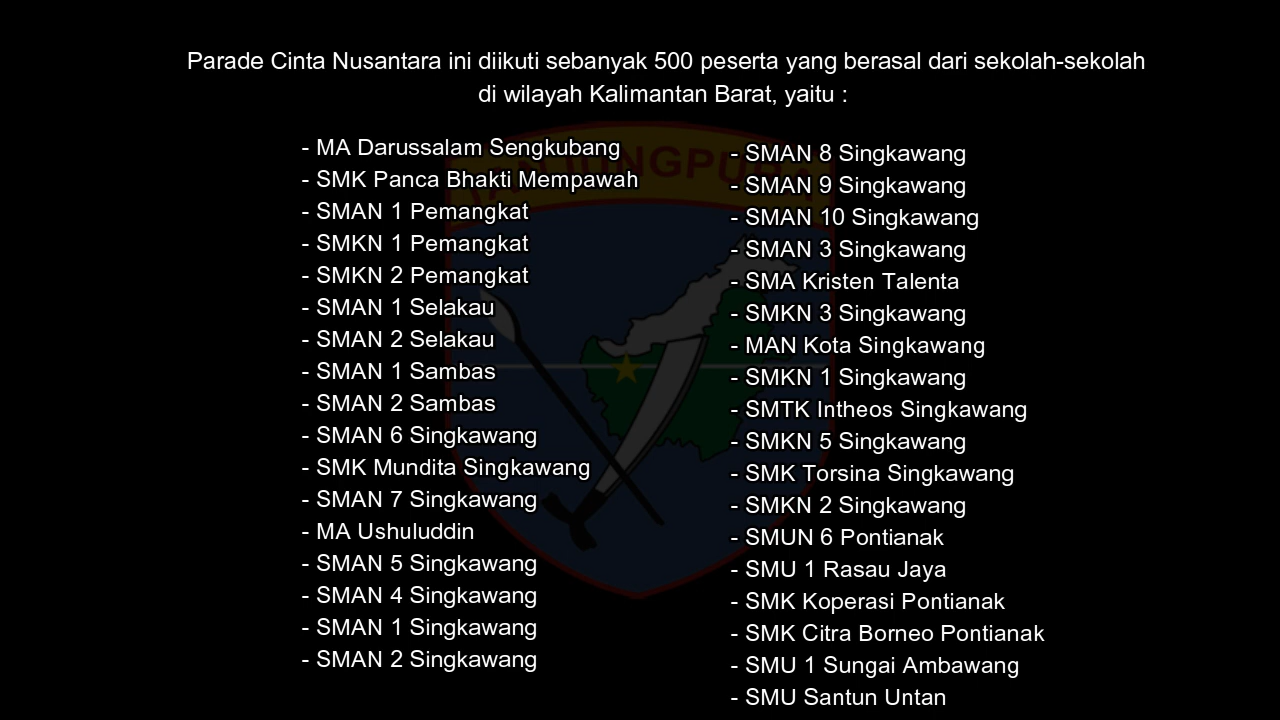 Parade Cinta Nusantara ini diikuti sebanyak 500 peserta yang berasal dari sekolah-sekolah
di wilayah Kalimantan Barat, yaitu :
- MA Darussalam Sengkubang
- SMK Panca Bhakti Mempawah
- SMAN 1 Pemangkat
- SMKN 1 Pemangkat
- SMKN 2 Pemangkat
- SMAN 1 Selakau
- SMAN 2 Selakau
- SMAN 1 Sambas
- SMAN 2 Sambas
- SMAN 6 Singkawang
- SMK Mundita Singkawang
- SMAN 7 Singkawang
- MA Ushuluddin
- SMAN 5 Singkawang
- SMAN 4 Singkawang
- SMAN 1 Singkawang
- SMAN 2 Singkawang
- SMAN 8 Singkawang
- SMAN 9 Singkawang
- SMAN 10 Singkawang
- SMAN 3 Singkawang
- SMA Kristen Talenta
- SMKN 3 Singkawang
- MAN Kota Singkawang
- SMKN 1 Singkawang
- SMTK Intheos Singkawang
- SMKN 5 Singkawang
- SMK Torsina Singkawang
- SMKN 2 Singkawang
- SMUN 6 Pontianak
- SMU 1 Rasau Jaya
- SMK Koperasi Pontianak
- SMK Citra Borneo Pontianak
- SMU 1 Sungai Ambawang
- SMU Santun Untan